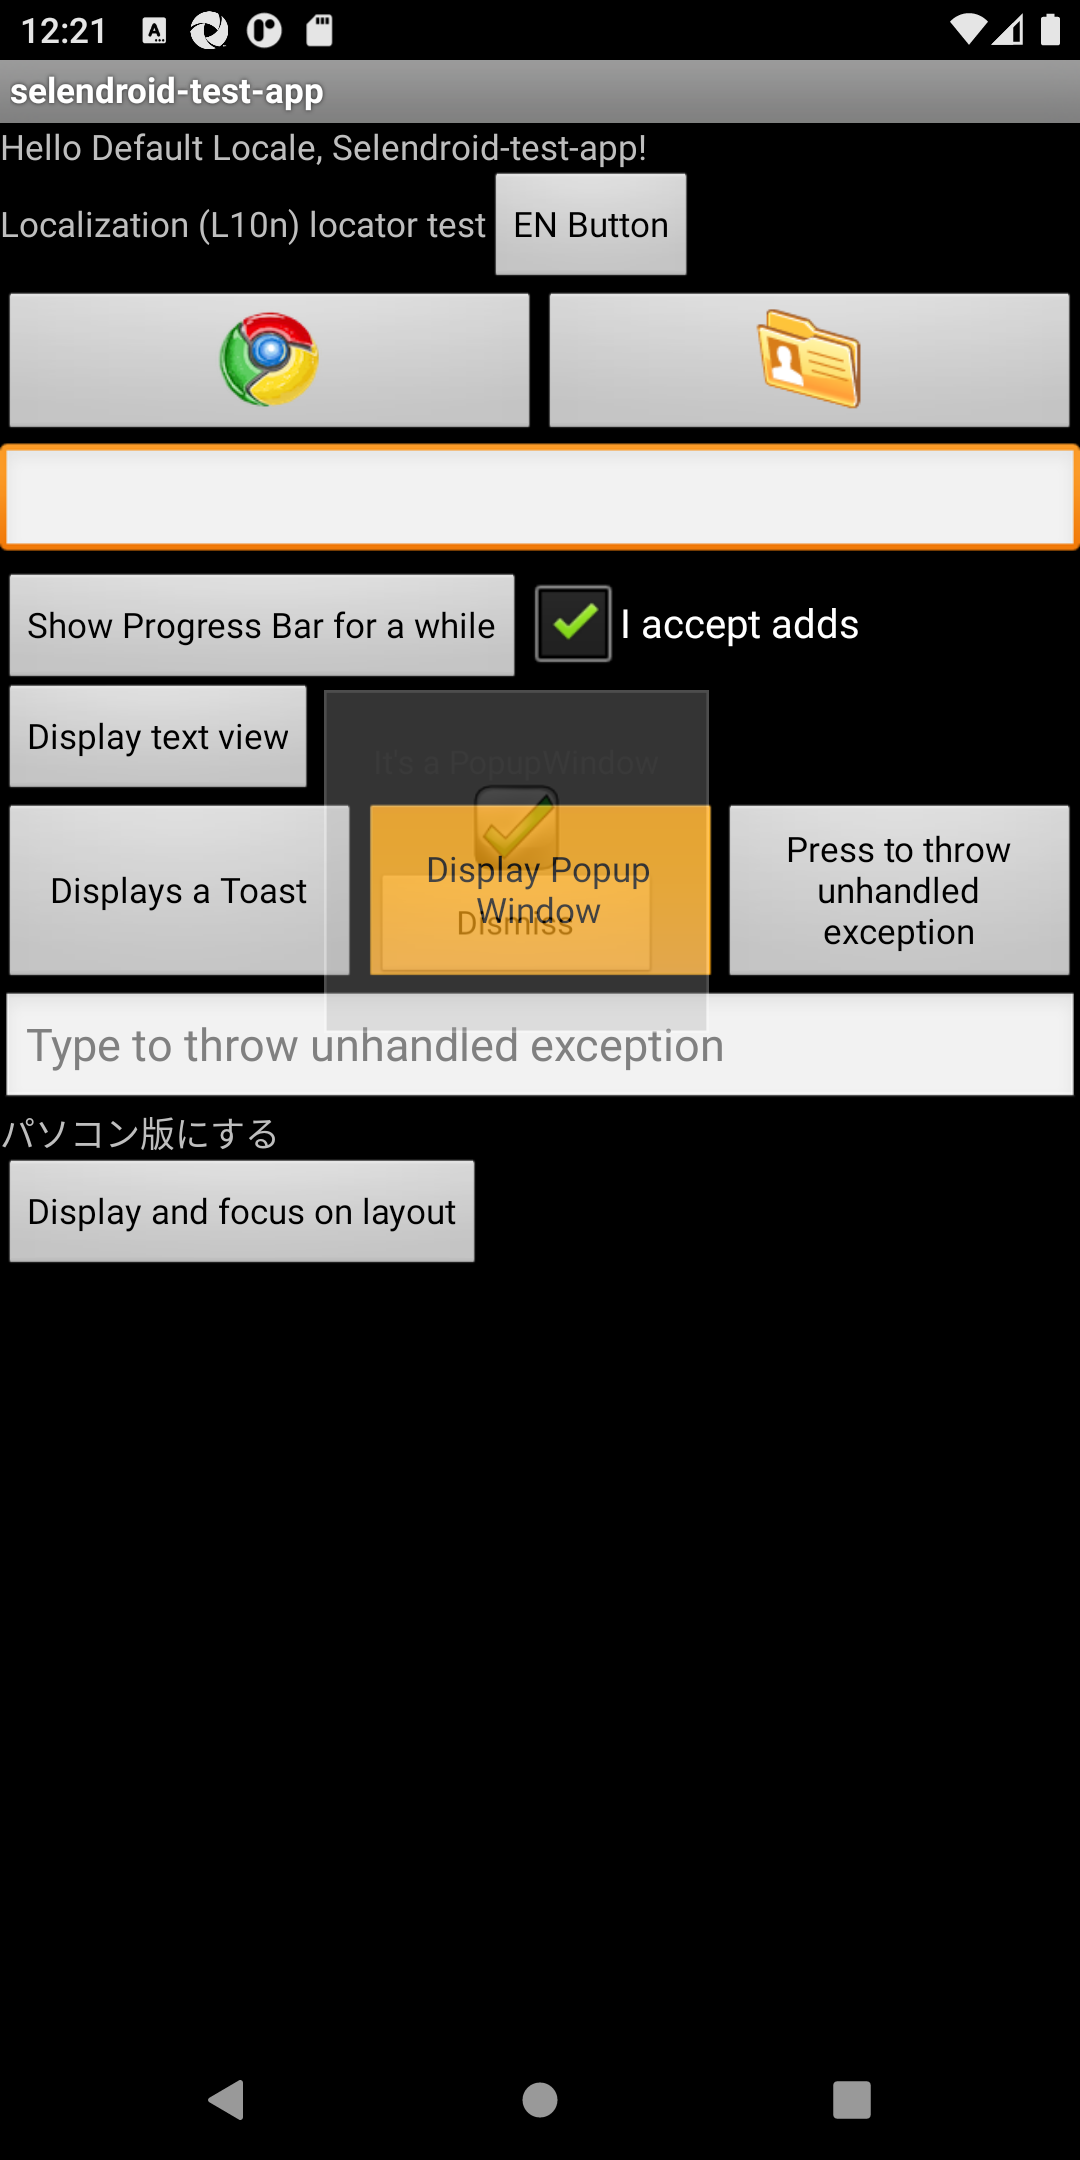 12:21
selendroid-test-app
Hello Default Locale, Selendroid-test-app!
Localization (L10n) locator test
EN Button
Show Progress Bar for a while
I accept adds
Display text view
It's a PopupWindow
Displays a Toast
Display Popup
Window
Dismiss
Press to throw
unhandled
exception
Type to throw unhandled exception
パソコン版にする
Display and focus on layout